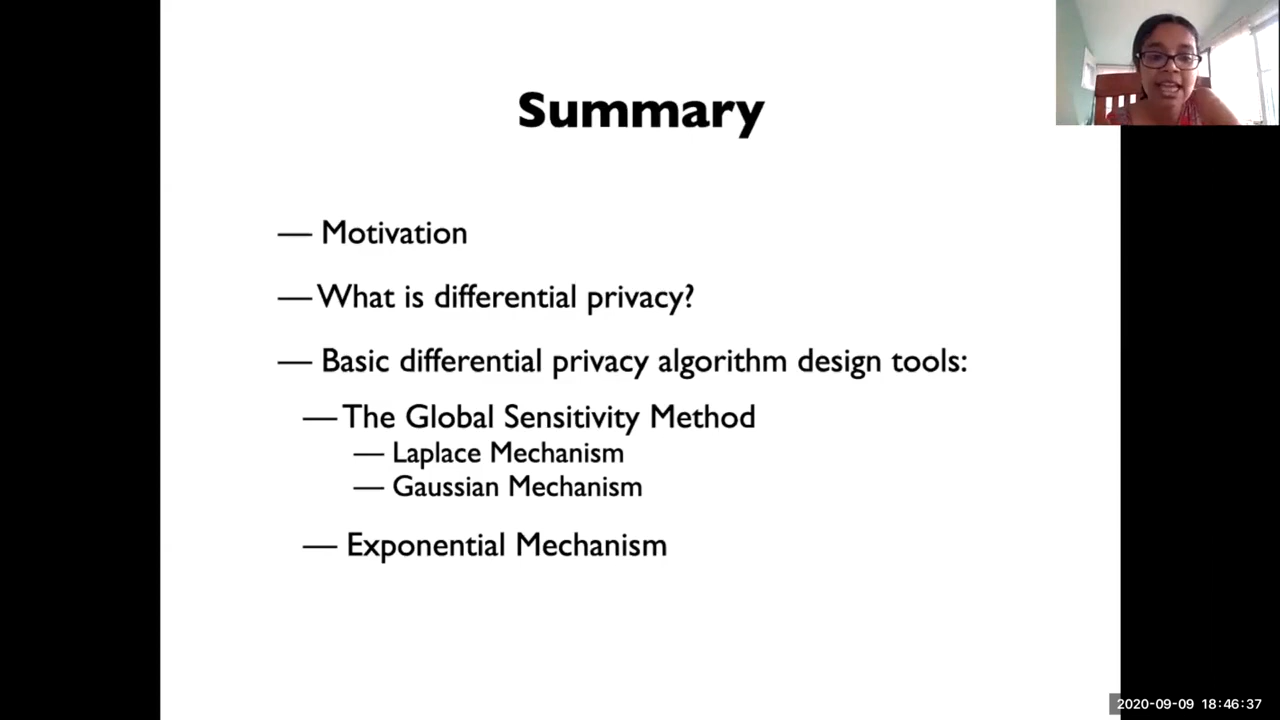 Summary
— Motivation
— What is differential privacy?
— Basic differential privacy algorithm design tools:
— The Global Sensitivity Method
— Laplace Mechanism
— Gaussian Mechanism
— Exponential Mechanism
2020-09-09 18:46:37